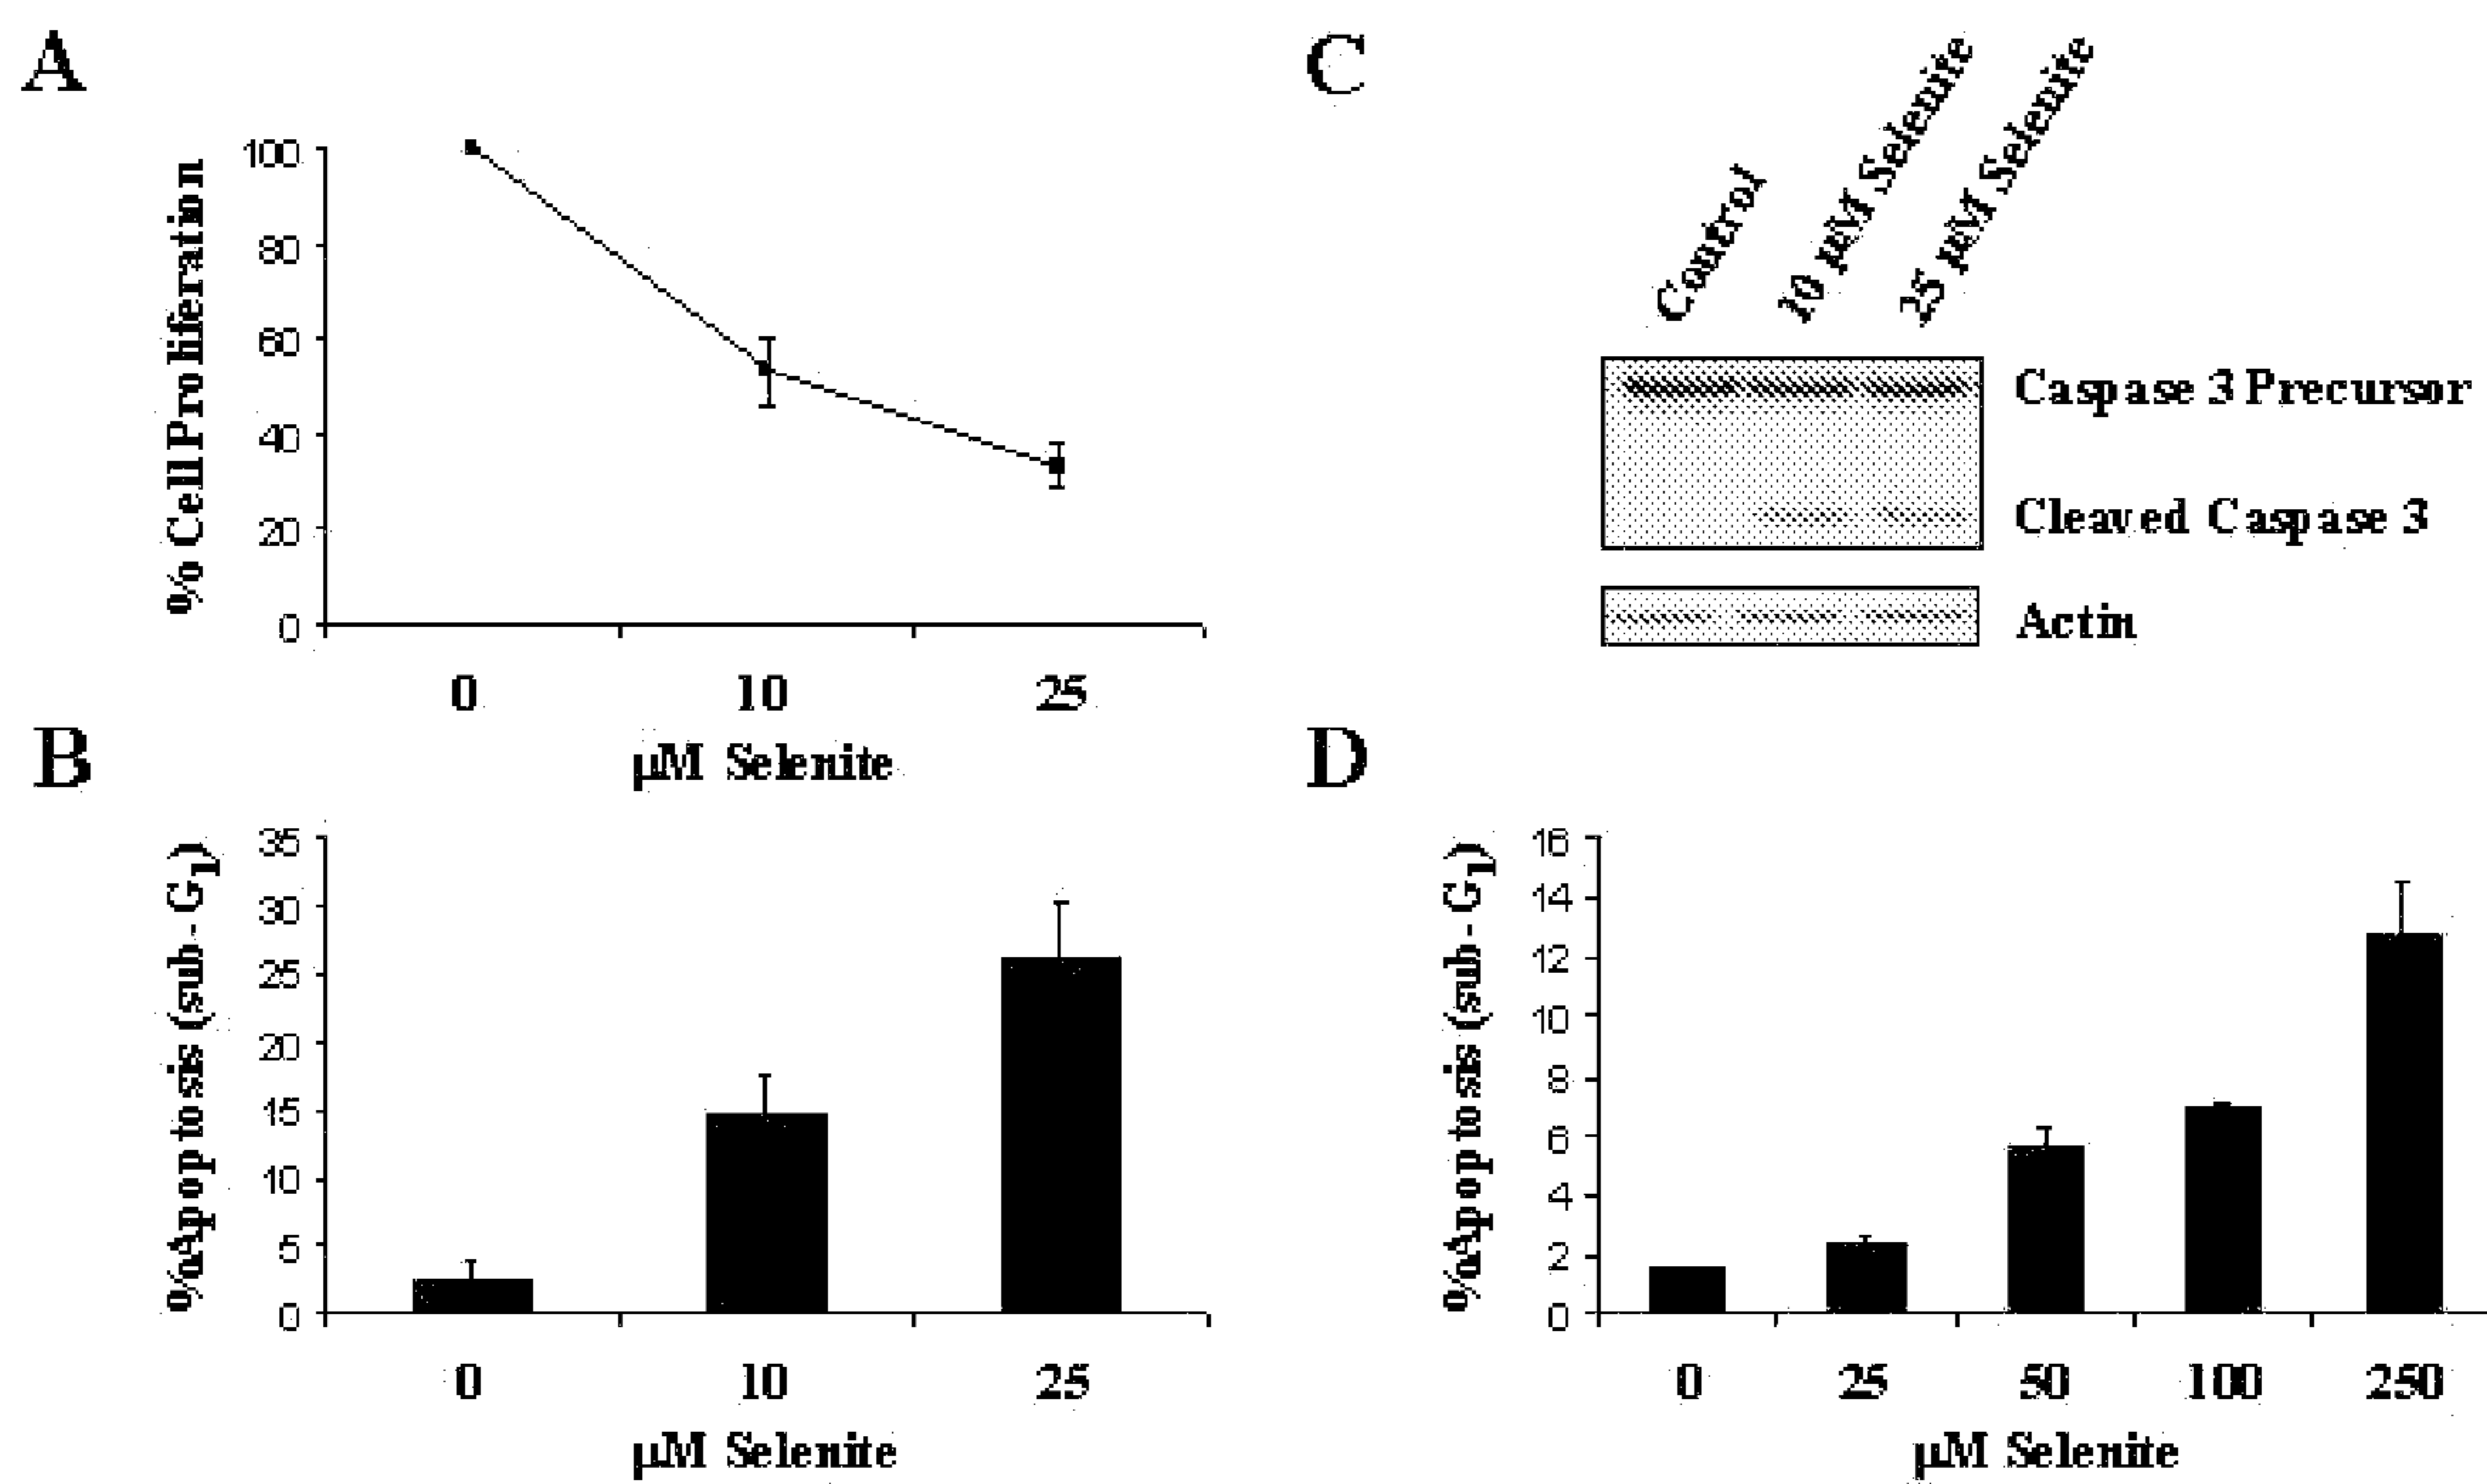 A
% Cell Proliferation
100
80
60
40
20
0
0 10 25
µM Selenite
B
%Apoptosis (sub-G1)
35
30
25
20
15
10
5
0
0 10 25
µM Selenite
C
Control
10 µM Selenite
25 µM Selenite
Caspase 3 Precursor
Cleaved Caspase 3
Actin
D
%Apoptosis (sub-G1)
16
14
12
10
8
6
4
2
0
0 25 50 100 250
µM Selenite